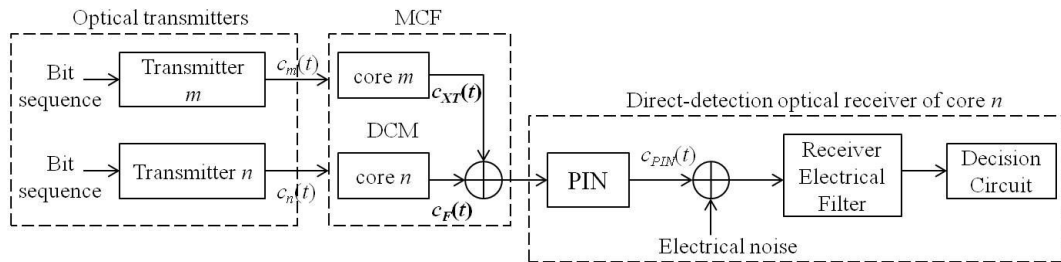 Optical transmitters
MCF
Bit
sequence
Transmitter
m
c_m(t)
core m
c_XT(t)
DCM
Bit
sequence
Transmitter n
c_n(t)
core n
c_F(t)
Direct-detection optical receiver of core n
PIN
c_PIN(t)
Electrical noise
Receiver
Electrical
Filter
Decision
Circuit